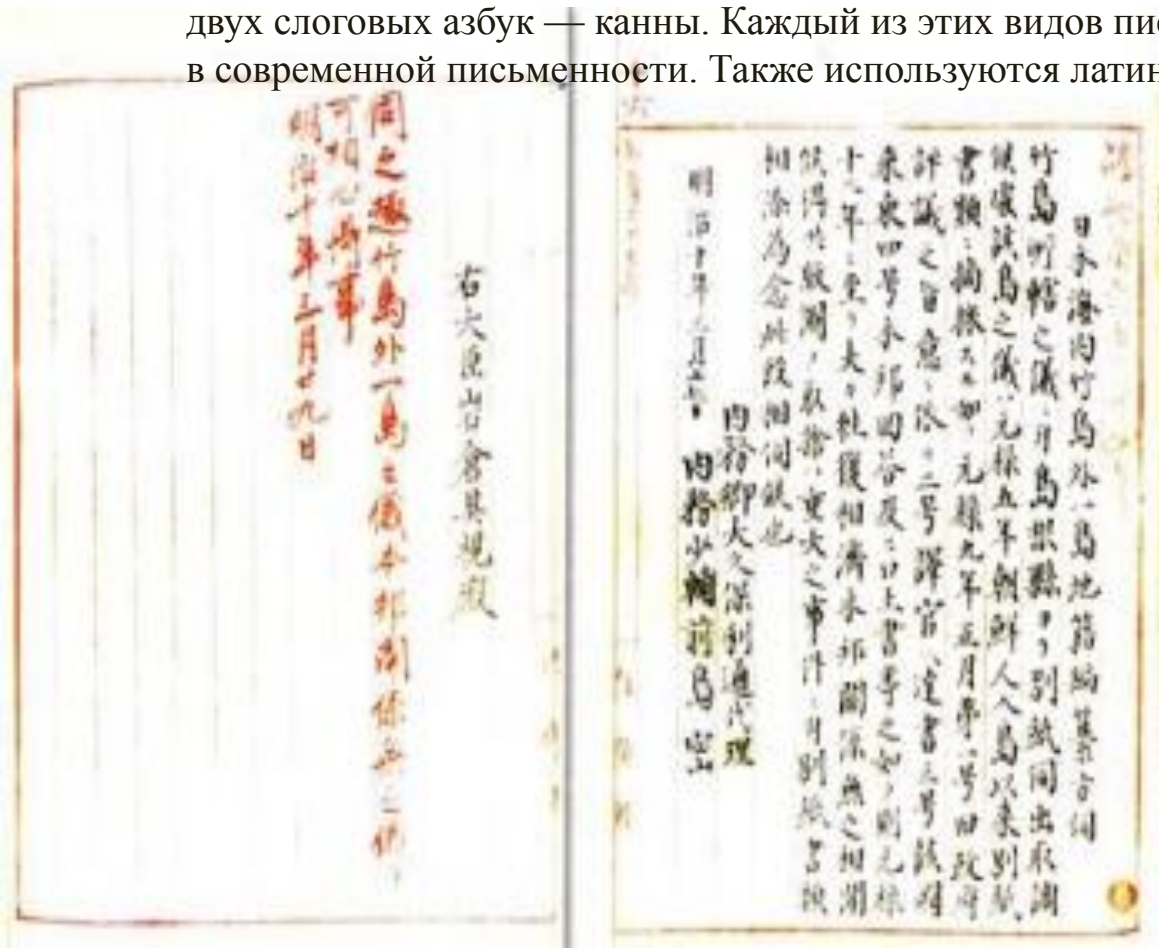 двух слоговых азбук — канны. Каждый из этих видов пис
в современной письменности. Также используются латин
日本海内竹島外一島地籍編纂方伺
竹島所轄之儀ニ付島根縣ヨリ別紙伺出取調
候處該島之儀ハ元禄五年朝鮮人入島以来別紙
書類ニ摘採スル如ク元禄九年正月第一号旧政府
評議之旨意ニ依リ二号譯官ヘ達書三号該国
来柬四号本邦回答及ヒ口上書等之如ク則元禄
十二年ニ至リ夫々往復相濟本邦關係無之相聞
候得共版圖ノ取捨ハ重大之事件ニ付別紙書類
相添為念此段相伺候也
内務卿大久保利通代理
明治十年三月十七日 内務少輔前島密
右大臣岩倉具視殿
伺之趣竹島外一島之儀本邦関係無之儀ト
可相心得事
明治十年三月廿九日